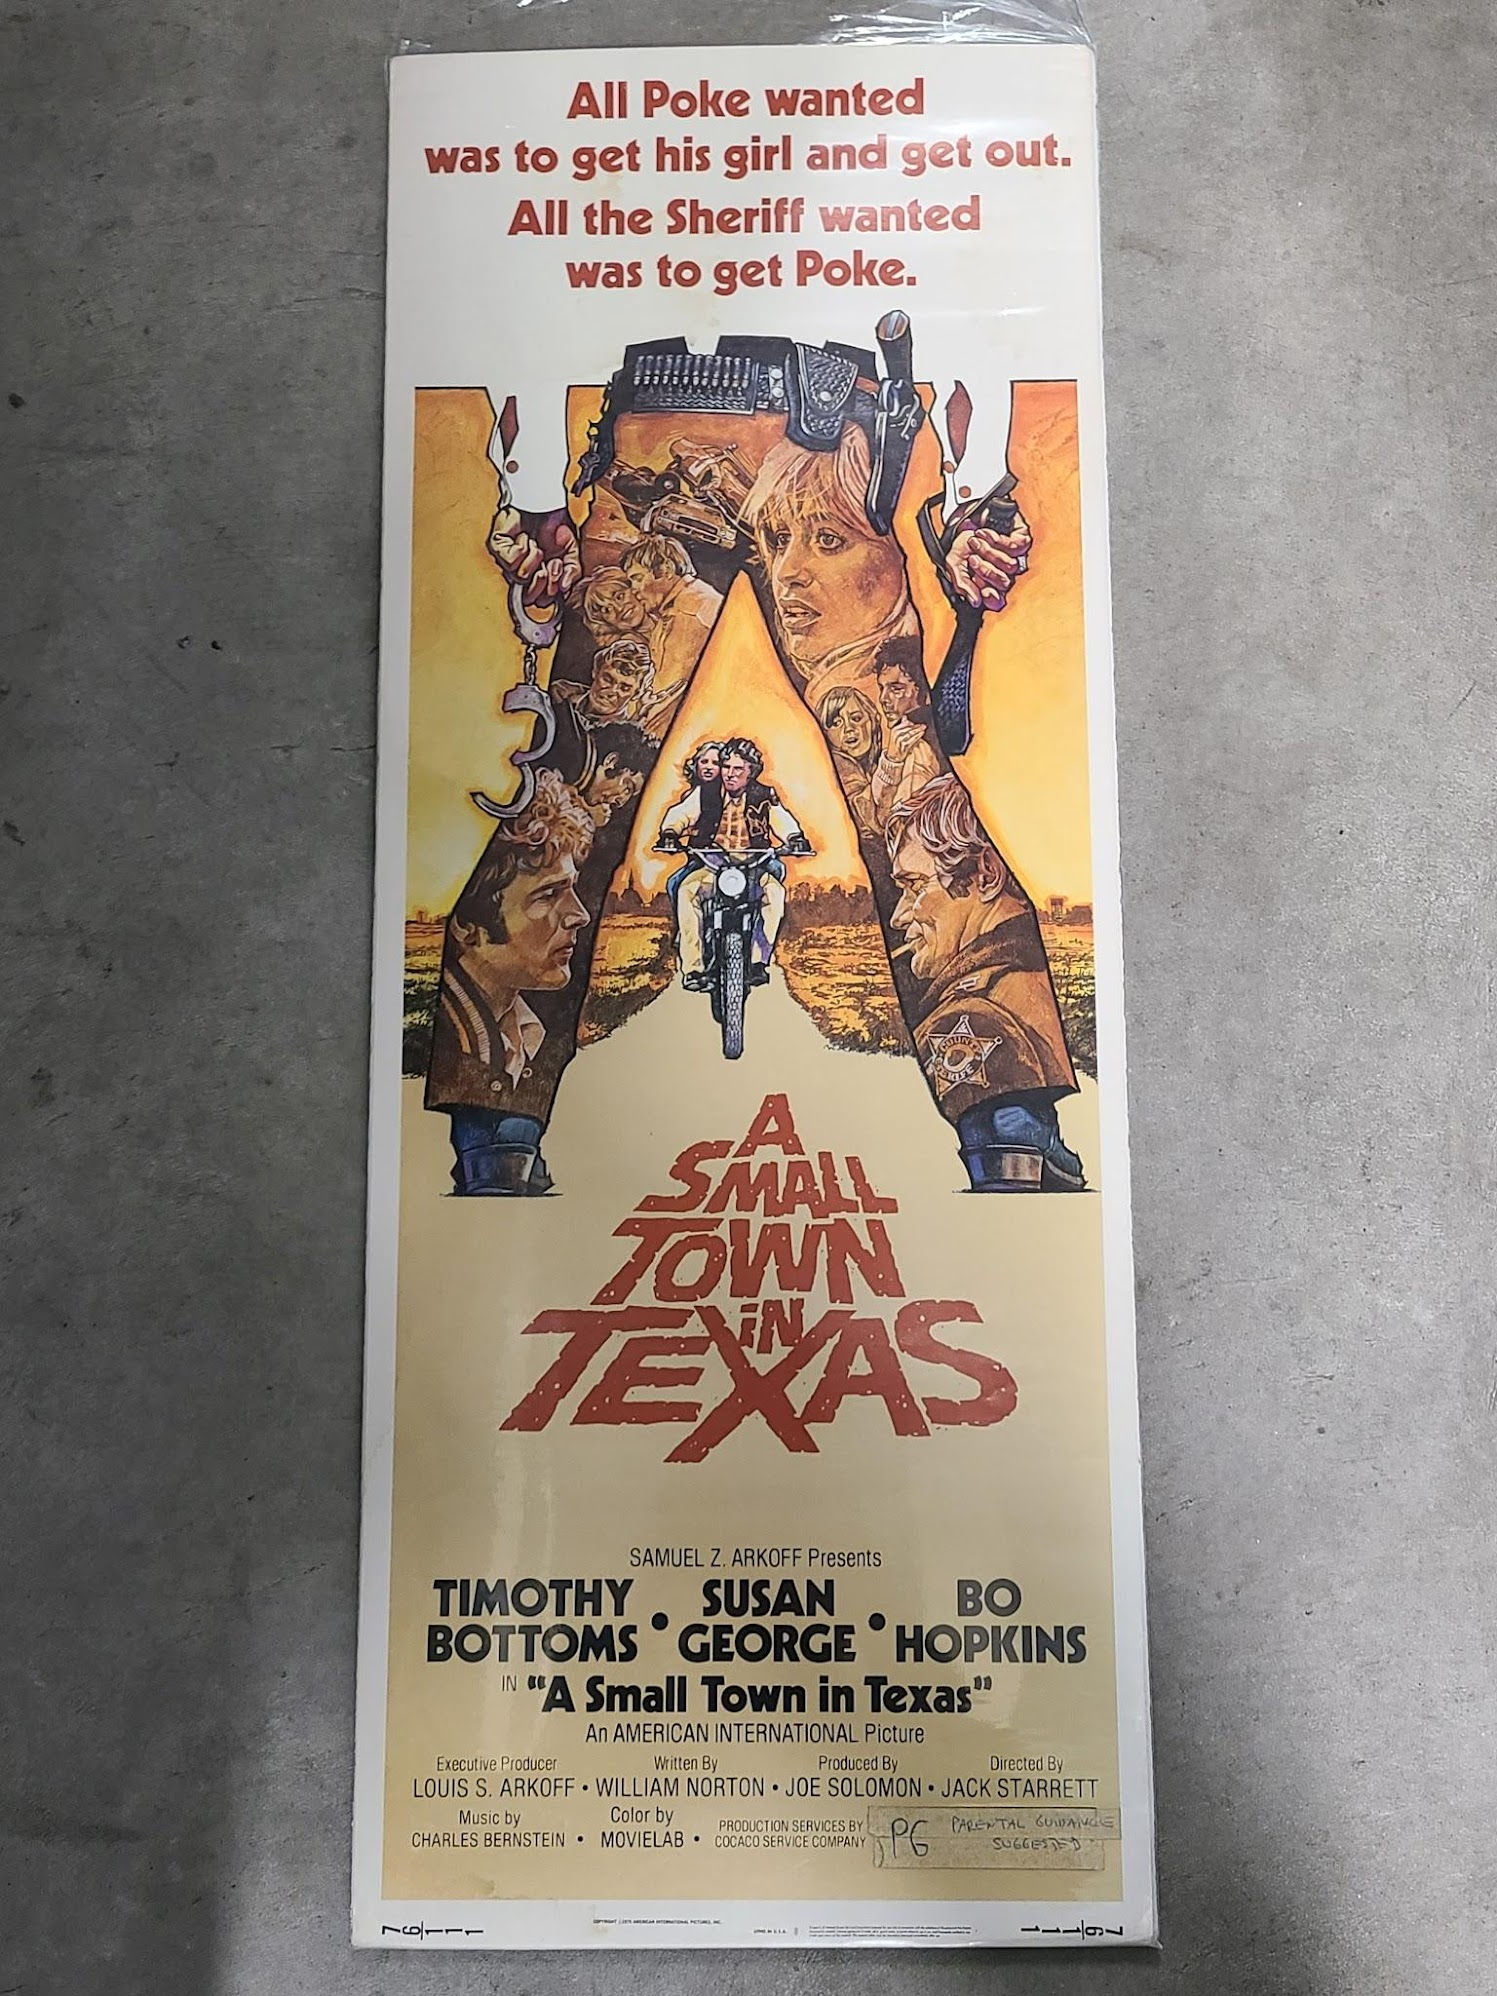 All Poke wanted
was to get his girl and get out.
All the Sheriff wanted
was to get Poke.
COUNTY
A
SMALL
TOWN
IN
TEXAS
SAMUEL Z. ARKOFF Presents
TIMOTHY BOTTOMS • SUSAN GEORGE • BO HOPKINS
IN "A Small Town in Texas"
An AMERICAN INTERNATIONAL Picture
Executive Producer Written By Produced By Directed By
LOUIS S. ARKOFF • WILLIAM NORTON • JOE SOLOMON • JACK STARRETT
Music by Color by PRODUCTION SERVICES BY
CHARLES BERNSTEIN • MOVIELAB • COCACO SERVICE COMPANY
PG PARENTAL GUIDANCE
SUGGESTED
76/111
76/111